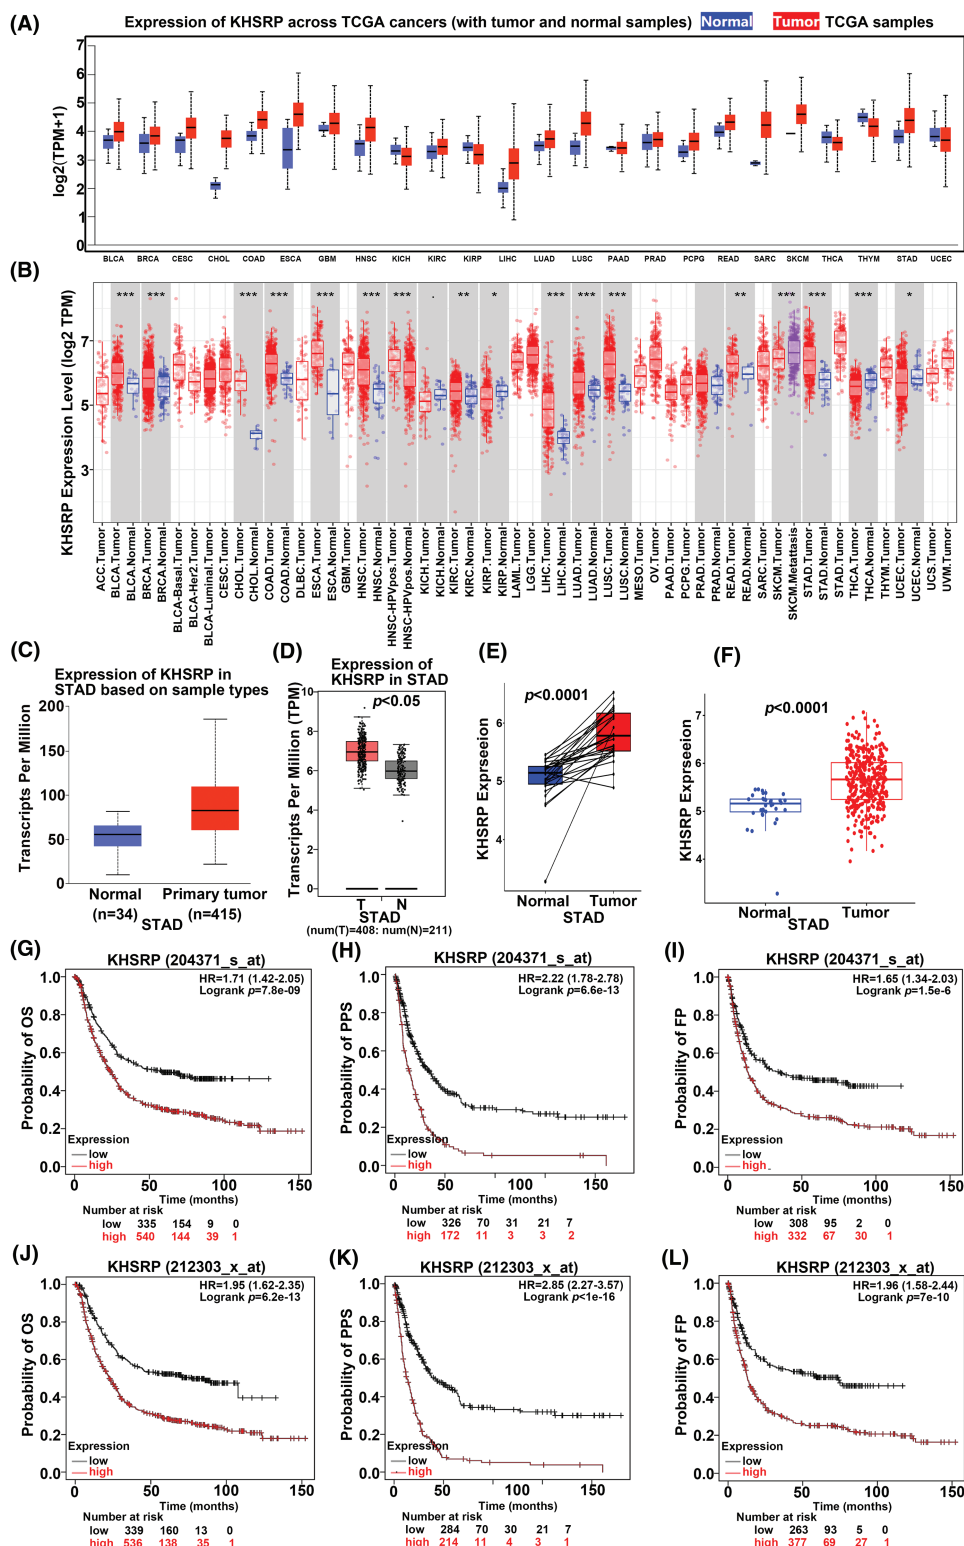 (A)
Expression of KHSRP across TCGA cancers (with tumor and normal samples) Normal Tumor TCGA samples
log2(TPM+1)
7
6
5
4
3
2
1
0
BLCA BRCA CESC CHOL COAD ESCA GBM HNSC KICH KIRC KIRP LIHC LUAD LUSC PAAD PRAD PCPG READ SARC SKCM THCA THYM STAD UCEC
(B)
KHSRP Expression Level (log2 TPM)
7
5
3
*** *** *** *** *** *** *** ** * *** *** *** ** *** *** *** *
ACC.Tumor
BLCA.Tumor
BLCA.Normal
BRCA.Tumor
BRCA.Normal
BLCA-Basal.Tumor
BLCA-Her2.Tumor
BLCA-Luminal.Tumor
CESC.Tumor
CHOL.Tumor
CHOL.Normal
COAD.Tumor
COAD.Normal
DLBC.Tumor
ESCA.Tumor
ESCA.Normal
GBM.Tumor
HNSC.Tumor
HNSC.Normal
HNSC-HPVpos.Tumor
HNSC-HPVpos.Normal
KICH.Tumor
KICH.Normal
KIRC.Tumor
KIRC.Normal
KIRP.Tumor
KIRP.Normal
LAML.Tumor
LGG.Tumor
LIHC.Tumor
LIHC.Normal
LUAD.Tumor
LUAD.Normal
LUSC.Tumor
LUSC.Normal
MESO.Tumor
OV.Tumor
PAAD.Tumor
PCPG.Tumor
PRAD.Tumor
PRAD.Normal
READ.Tumor
READ.Normal
SARC.Tumor
SKCM.Tumor
SKCM.Metattasis
STAD.Tumor
STAD.Normal
STAD.Tumor
THCA.Tumor
THCA.Normal
THYM.Tumor
UCEC.Tumor
UCEC.Normal
UCS.Tumor
UVM.Tumor
(C)
Expression of KHSRP in
STAD based on sample types
Transcripts Per Million
200
150
100
50
0
Normal Primary tumor
(n=34) (n=415)
STAD
(D)
Expression of
KHSRP in STAD
p<0.05
Transcripts Per Million (TPM)
10
8
6
4
2
0
T N
STAD
(num(T)=408: num(N)=211)
(E)
p<0.0001
KHSRP Exprseeion
6
5
4
Normal Tumor
STAD
(F)
p<0.0001
KHSRP Exprseeion
7
6
5
4
Normal Tumor
STAD
(G)
KHSRP (204371_s_at)
HR=1.71 (1.42-2.05)
Logrank p=7.8e-09
Probability of OS
1.0
0.8
0.6
0.4
0.2
0.0
Expression
low
high
0 50 100 150
Time (months)
Number at risk
low 335 154 9 0
high 540 144 39 1
(H)
KHSRP (204371_s_at)
HR=2.22 (1.78-2.78)
Logrank p=6.6e-13
Probability of PPS
1.0
0.8
0.6
0.4
0.2
0.0
Expression
low
high
0 50 100 150
Time (months)
Number at risk
low 326 70 31 21 7
high 172 11 3 3 2
(I)
KHSRP (204371_s_at)
HR=1.65 (1.34-2.03)
Logrank p=1.5e-6
Probability of FP
1.0
0.8
0.6
0.4
0.2
0.0
Expression
low
high
0 50 100 150
Time (months)
Number at risk
low 308 95 2 0
high 332 67 30 1
(J)
KHSRP (212303_x_at)
HR=1.95 (1.62-2.35)
Logrank p=6.2e-13
Probability of OS
1.0
0.8
0.6
0.4
0.2
0.0
Expression
low
high
0 50 100 150
Time (months)
Number at risk
low 339 160 13 0
high 536 138 35 1
(K)
KHSRP (212303_x_at)
HR=2.85 (2.27-3.57)
Logrank p<1e-16
Probability of PPS
1.0
0.8
0.6
0.4
0.2
0.0
Expression
low
high
0 50 100 150
Time (months)
Number at risk
low 284 70 30 21 7
high 214 11 4 3 1
(L)
KHSRP (212303_x_at)
HR=1.96 (1.58-2.44)
Logrank p=7e-10
Probability of FP
1.0
0.8
0.6
0.4
0.2
0.0
Expression
low
high
0 50 100 150
Time (months)
Number at risk
low 263 93 5 0
high 377 69 27 1